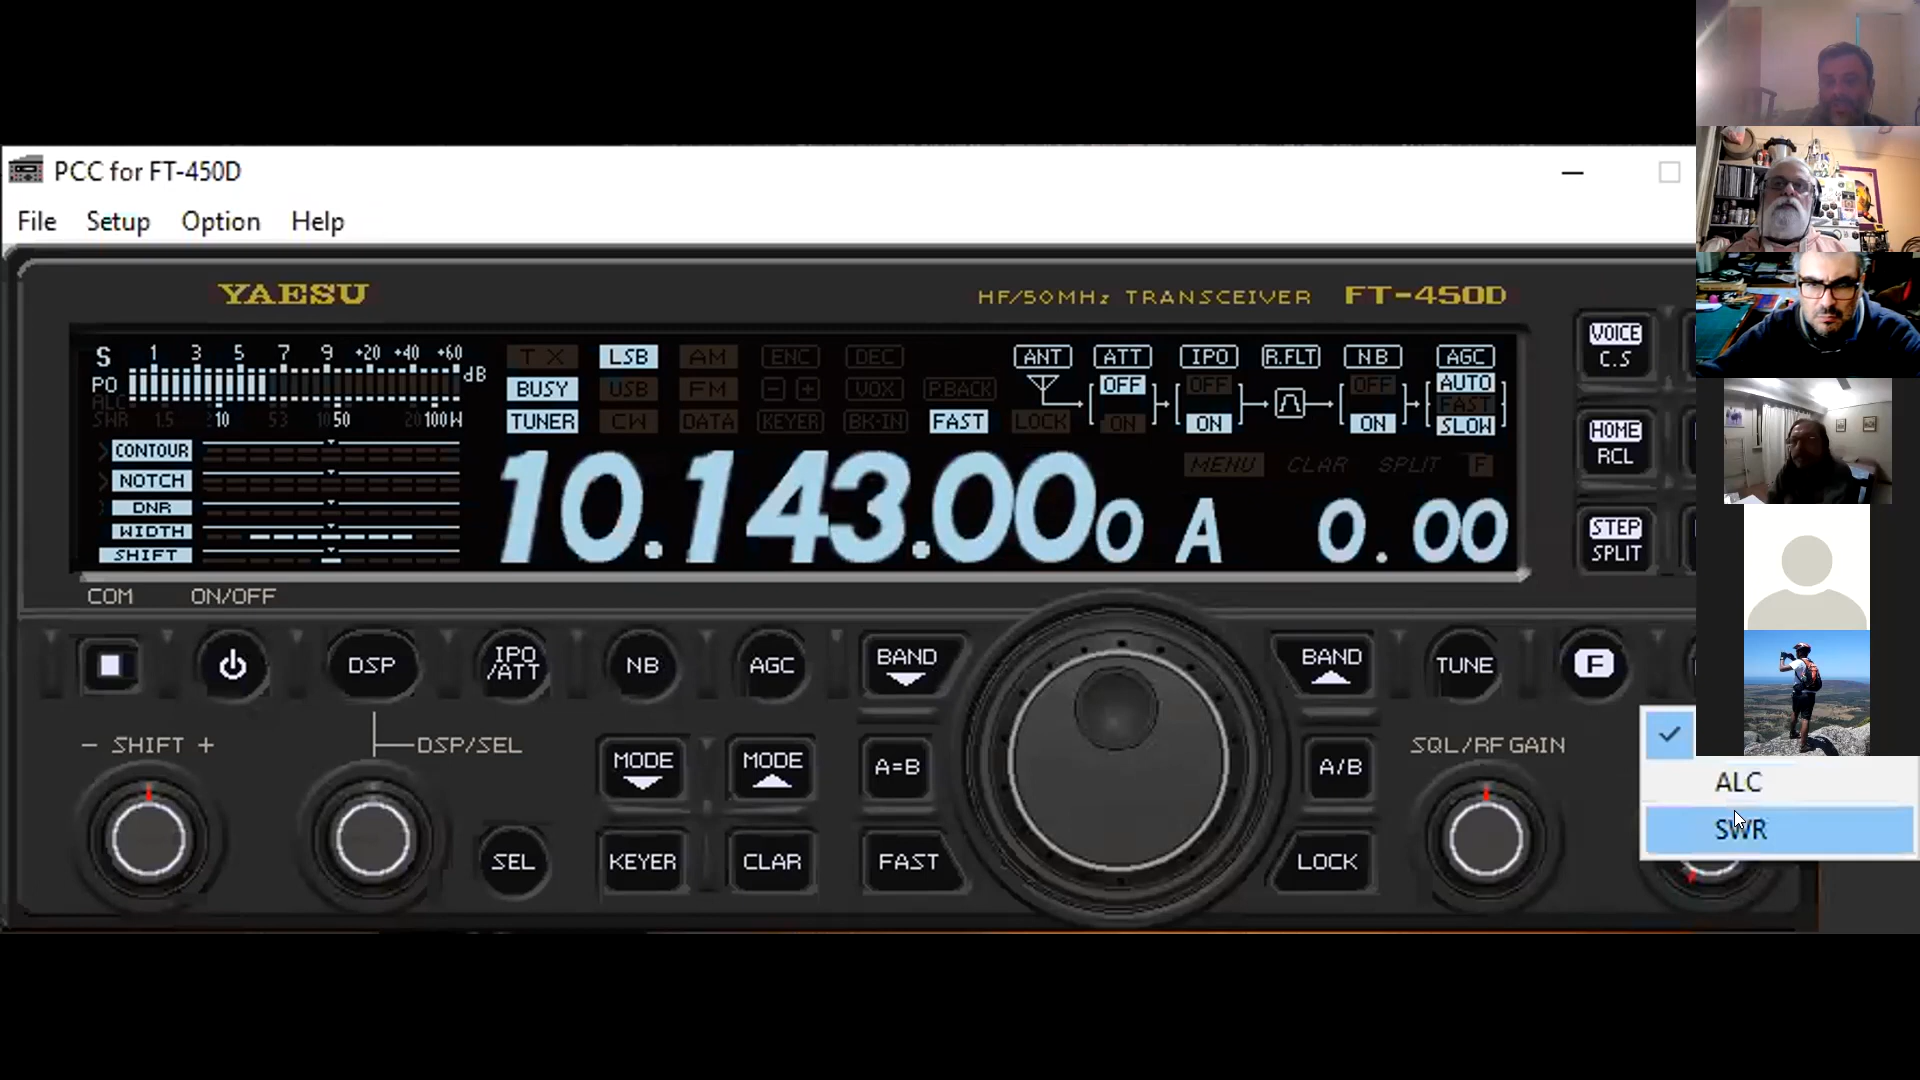 PCC for FT-450D
File Setup Option Help
YAESU
HF/50MHz TRANSCEIVER FT-450D
S 1 3 5 7 9 +20 +40 +60 dB
PO
ALC
SWR 1.5 10 53 10 50 20 100W
TX LSB AM ENC DEC
BUSY USB FM - + VOX P.BACK
TUNER CW DATA KEYER BK-IN FAST LOCK
ANT ATT IPO R.FLT NB AGC
OFF OFF OFF AUTO
FAST
ON ON ON SLOW
CONTOUR
NOTCH
DNR
WIDTH
SHIFT
MENU CLAR SPLIT F
10.143.000 A 0.00
VOICE
C.S
HOME
RCL
STEP
SPLIT
COM ON/OFF
DSP
IPO
/ATT
NB
AGC
BAND
BAND
TUNE
F
- SHIFT +
DSP/SEL
MODE
MODE
A=B
A/B
SQL/RF GAIN
SEL
KEYER
CLAR
FAST
LOCK
ALC
SWR